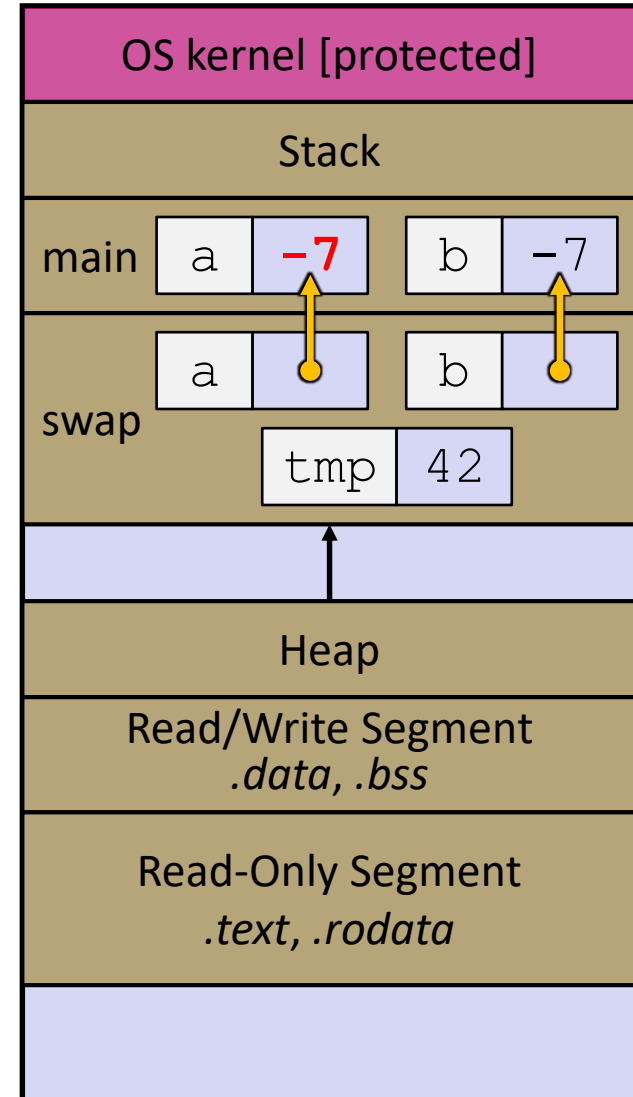 OS kernel [protected]
Stack
main a -7 b -7
a b
swap
tmp 42
Heap
Read/Write Segment
.data, .bss
Read-Only Segment
.text, .rodata